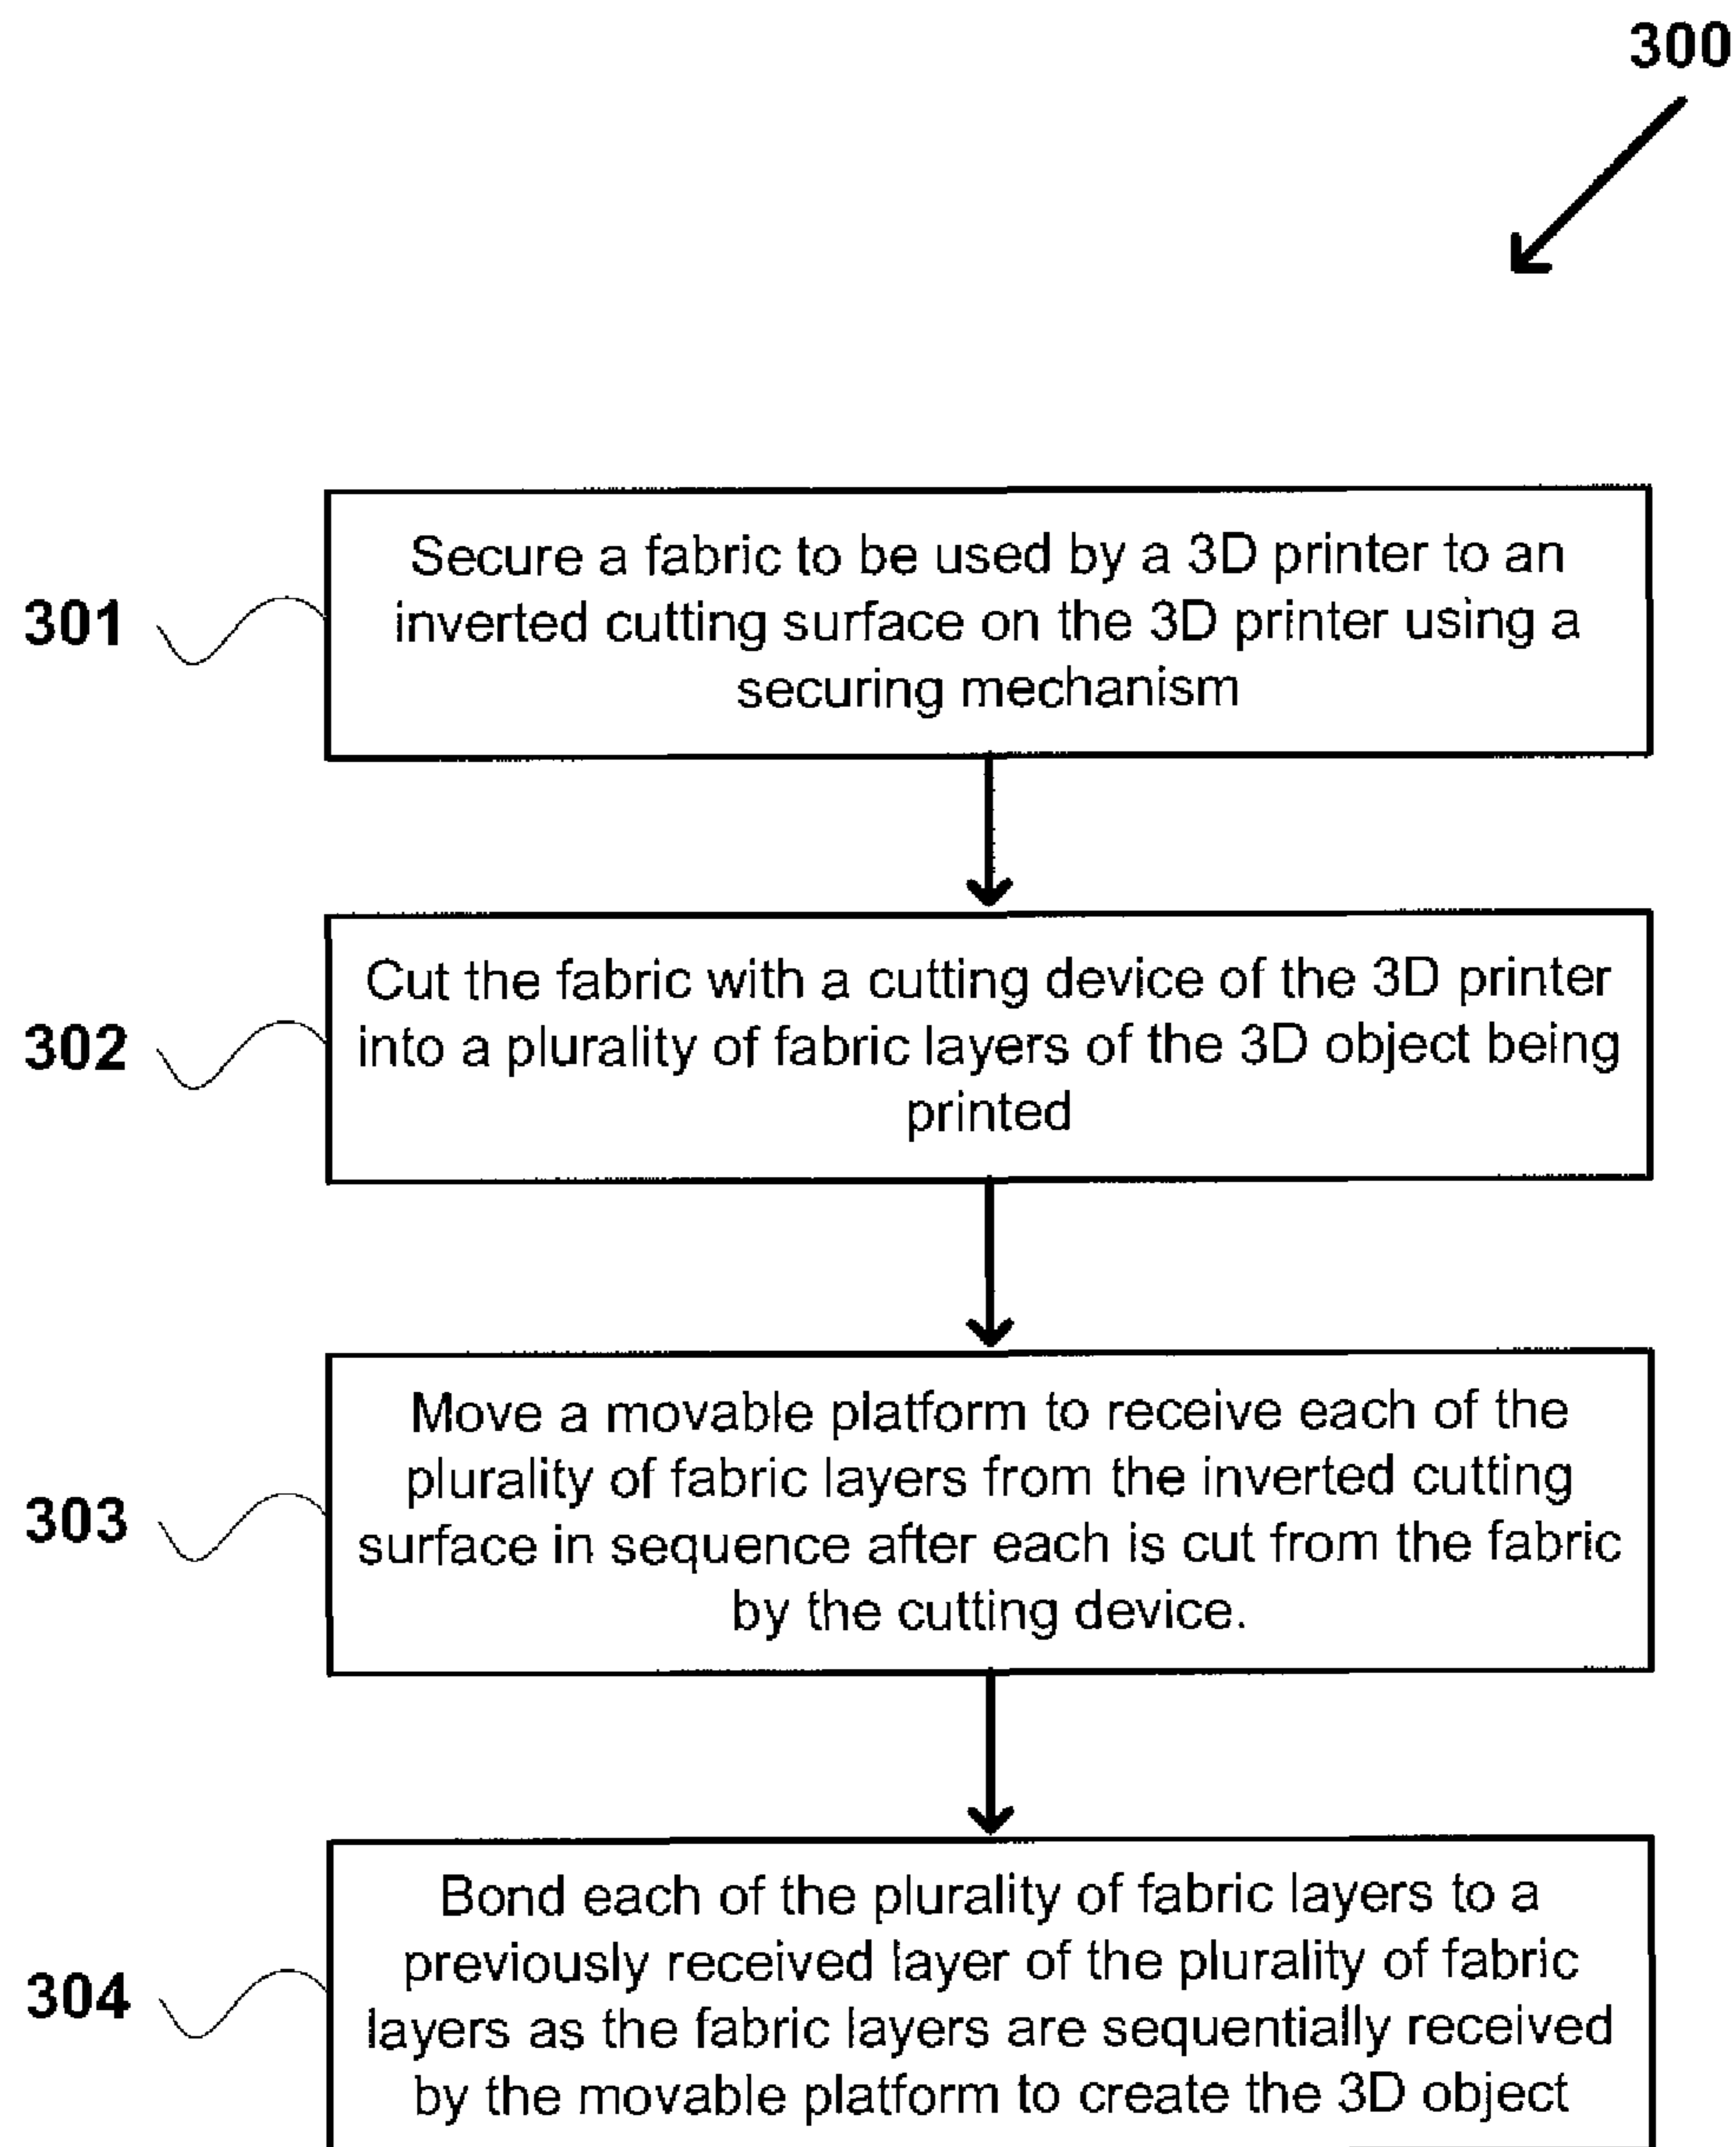 300
301
Secure a fabric to be used by a 3D printer to an
inverted cutting surface on the 3D printer using a
securing mechanism
302
Cut the fabric with a cutting device of the 3D printer
into a plurality of fabric layers of the 3D object being
printed
303
Move a movable platform to receive each of the
plurality of fabric layers from the inverted cutting
surface in sequence after each is cut from the fabric
by the cutting device.
304
Bond each of the plurality of fabric layers to a
previously received layer of the plurality of fabric
layers as the fabric layers are sequentially received
by the movable platform to create the 3D object